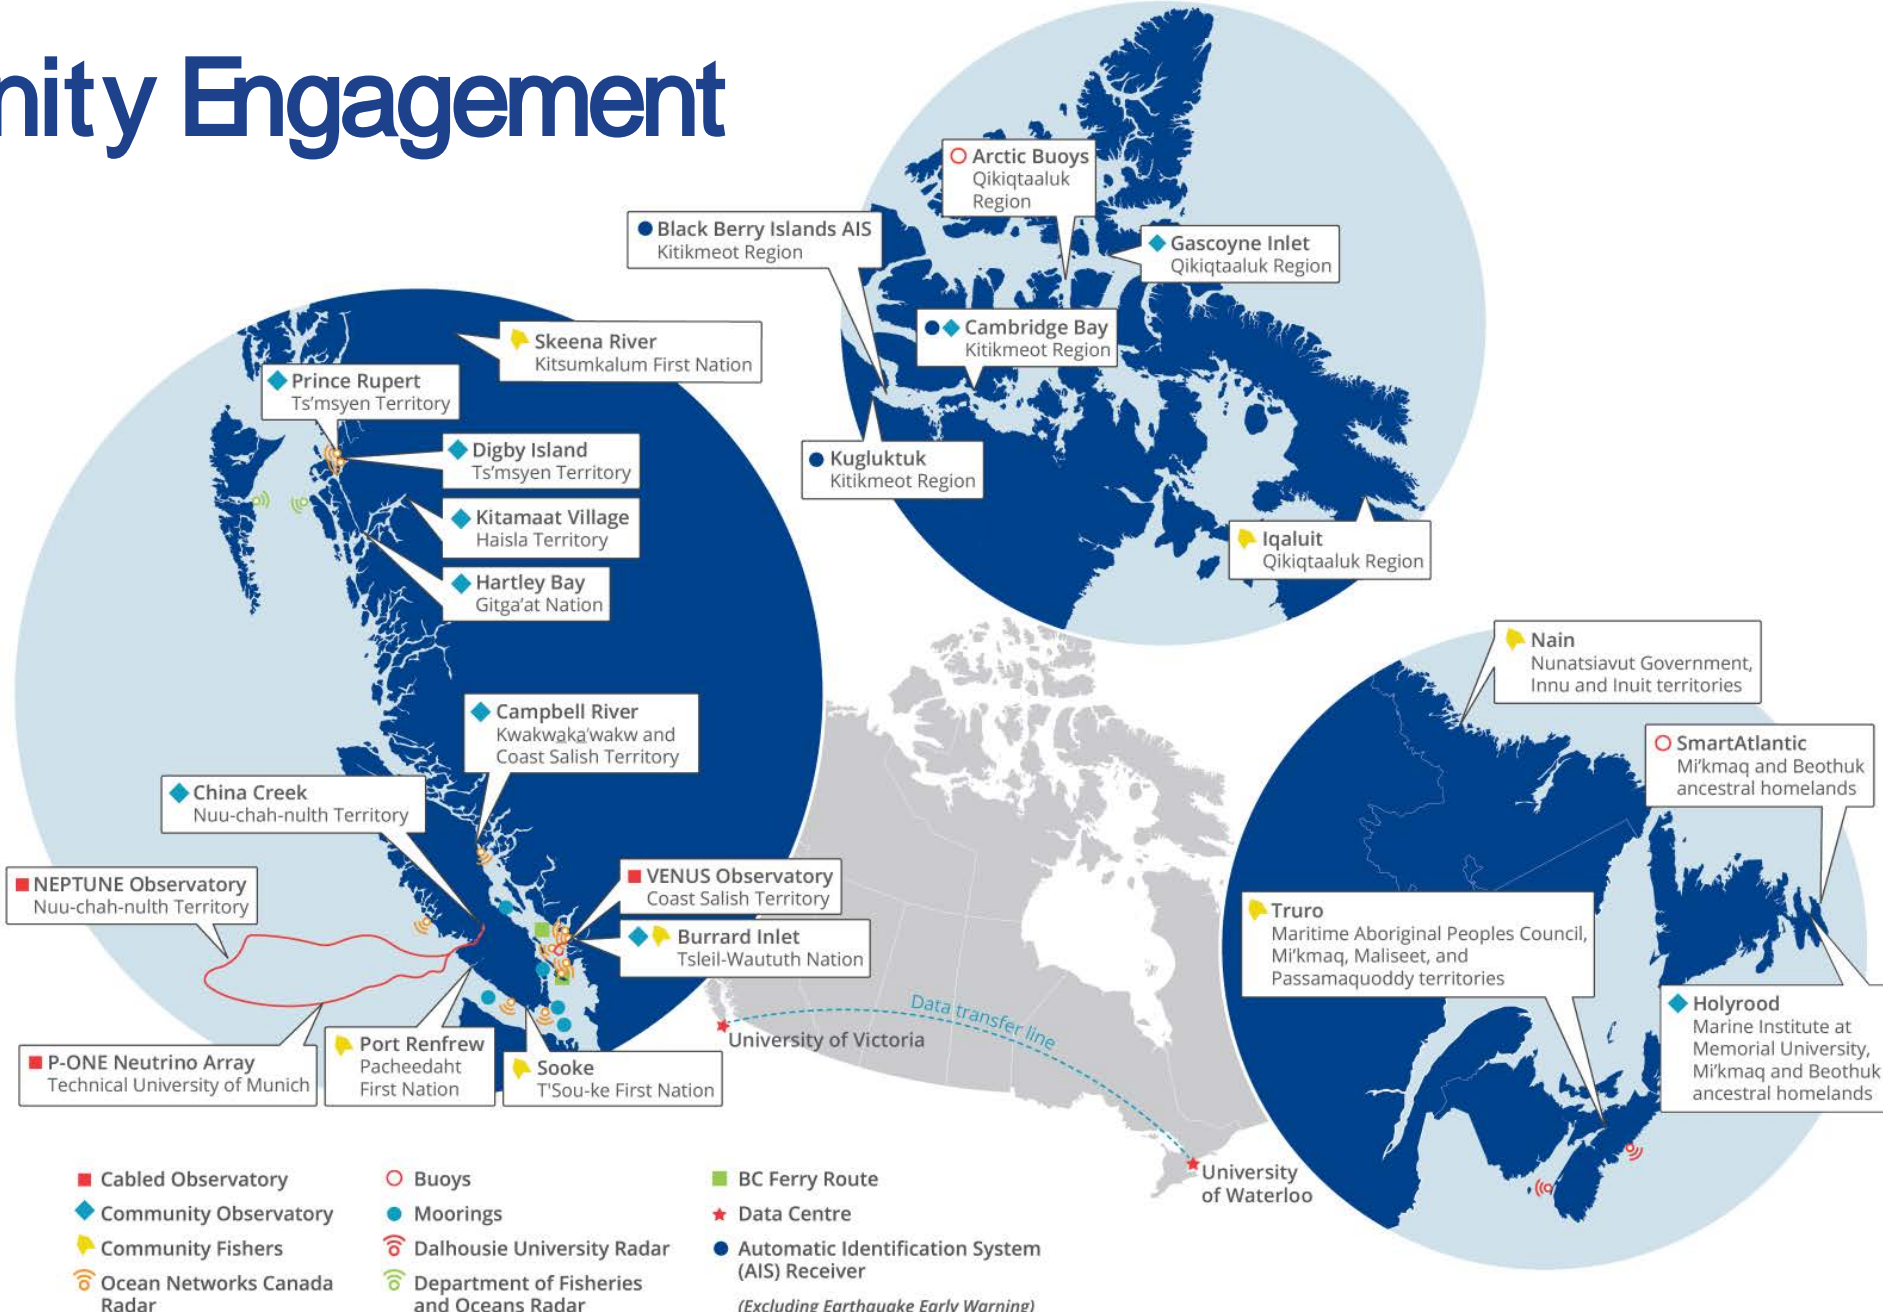 nity Engagement
Arctic Buoys
Qikiqtaaluk
Region
Black Berry Islands AIS
Kitikmeot Region
Gascoyne Inlet
Qikiqtaaluk Region
Cambridge Bay
Kitikmeot Region
Kugluktuk
Kitikmeot Region
Iqaluit
Qikiqtaaluk Region
Skeena River
Kitsumkalum First Nation
Prince Rupert
Ts'msyen Territory
Digby Island
Ts'msyen Territory
Kitamaat Village
Haisla Territory
Hartley Bay
Gitga'at Nation
Campbell River
Kwakwa̱ka̱'wakw and
Coast Salish Territory
China Creek
Nuu-chah-nulth Territory
NEPTUNE Observatory
Nuu-chah-nulth Territory
VENUS Observatory
Coast Salish Territory
Burrard Inlet
Tsleil-Waututh Nation
P-ONE Neutrino Array
Technical University of Munich
Port Renfrew
Pacheedaht
First Nation
Sooke
T'Sou-ke First Nation
Nain
Nunatsiavut Government,
Innu and Inuit territories
SmartAtlantic
Mi'kmaq and Beothuk
ancestral homelands
Truro
Maritime Aboriginal Peoples Council,
Mi'kmaq, Maliseet, and
Passamaquoddy territories
Holyrood
Marine Institute at
Memorial University,
Mi'kmaq and Beothuk
ancestral homelands
Data transfer line
University of Victoria
University
of Waterloo
Cabled Observatory
Community Observatory
Community Fishers
Ocean Networks Canada
Radar
Buoys
Moorings
Dalhousie University Radar
Department of Fisheries
and Oceans Radar
BC Ferry Route
Data Centre
Automatic Identification System
(AIS) Receiver
(Excluding Earthquake Early Warning)